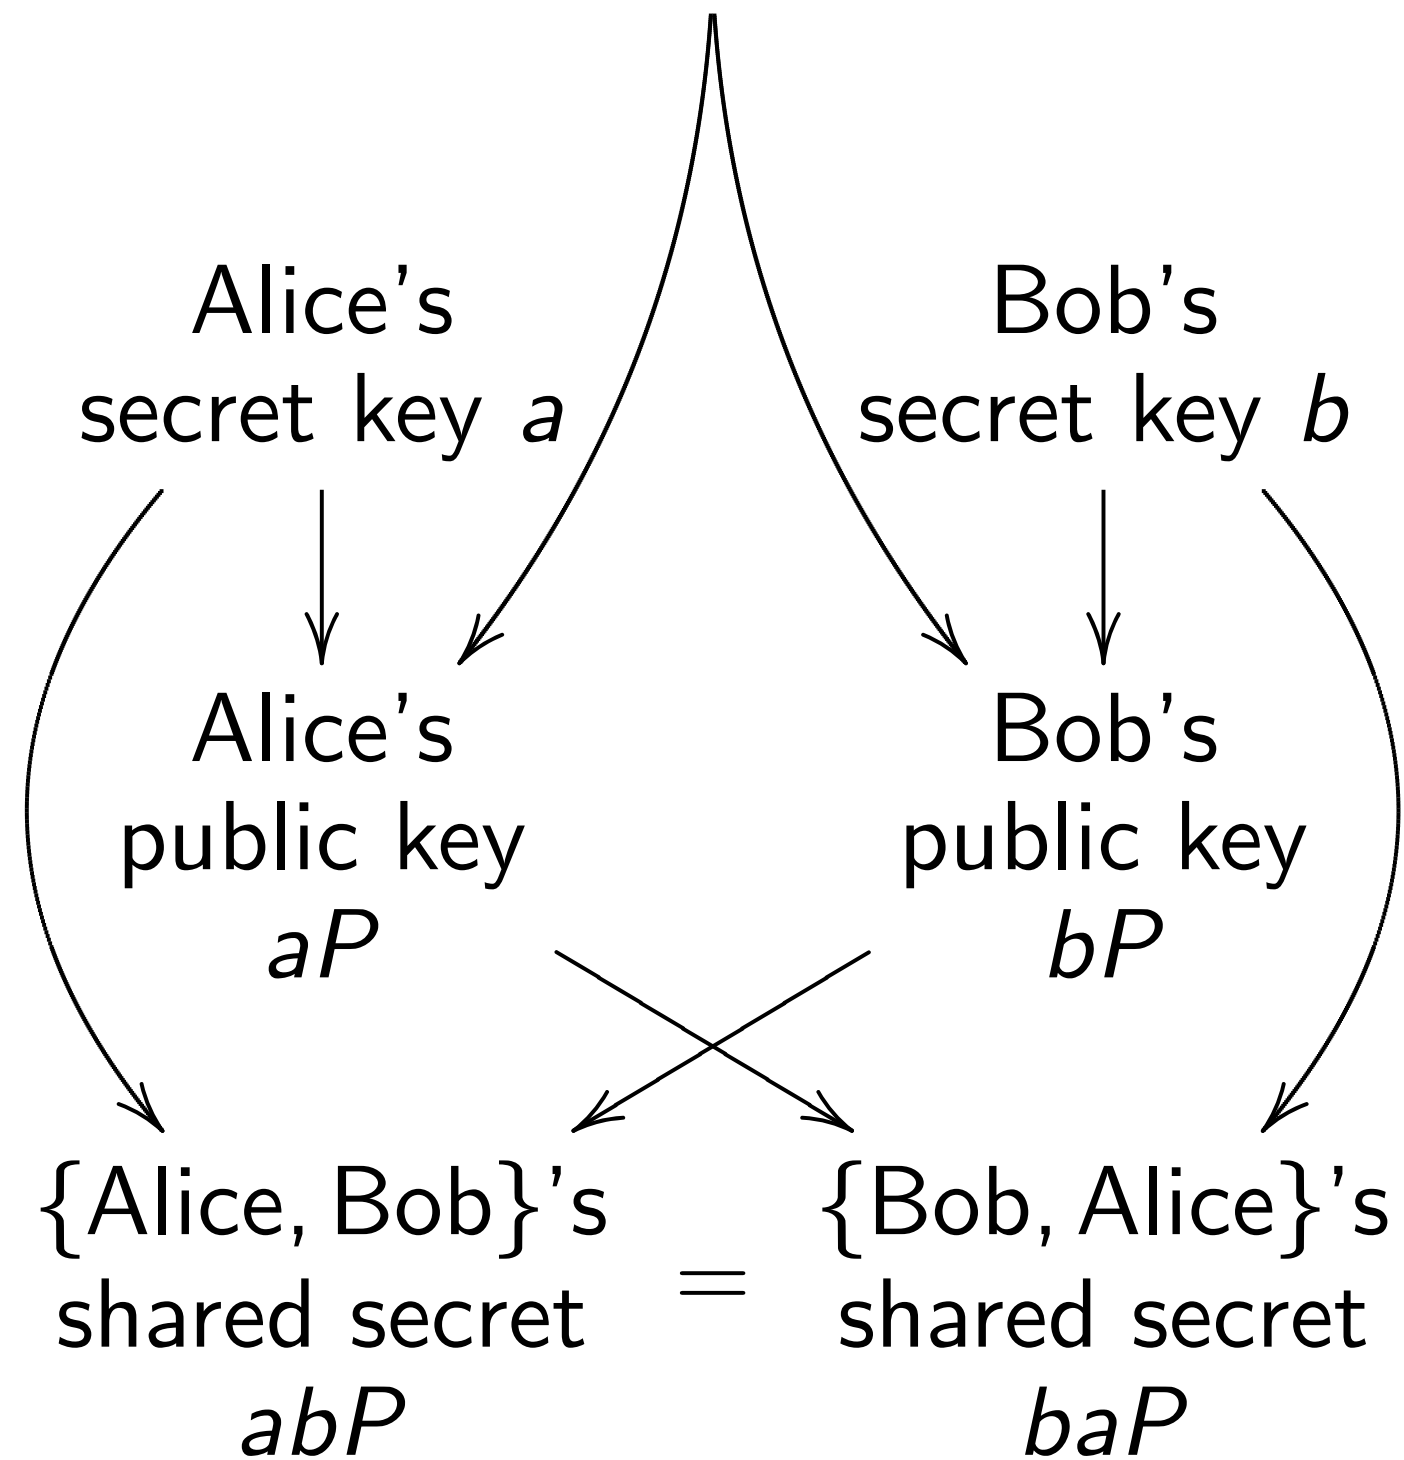 Alice's
secret key a
Bob's
secret key b
Alice's
public key
aP
Bob's
public key
bP
{Alice, Bob}'s
shared secret
abP
=
{Bob, Alice}'s
shared secret
baP